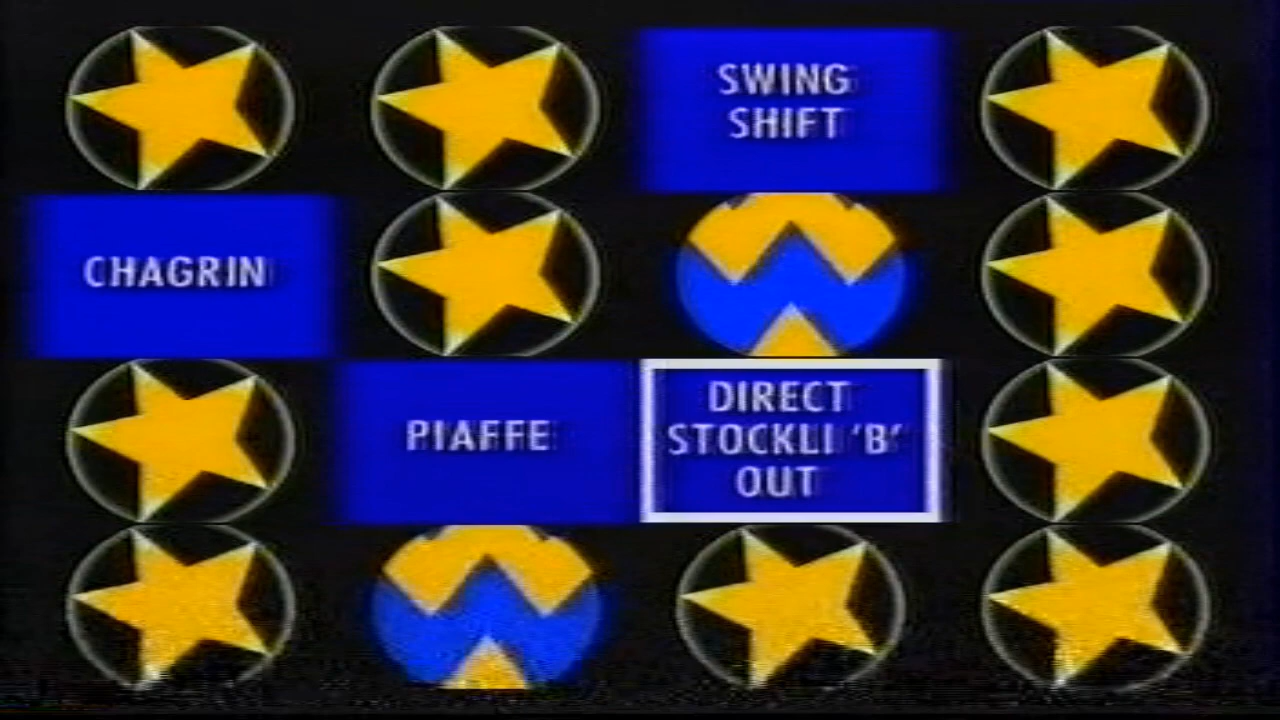 SWING
SHIFT
CHAGRIN
PIAFFE
DIRECT
STOCKLI 'B'
OUT